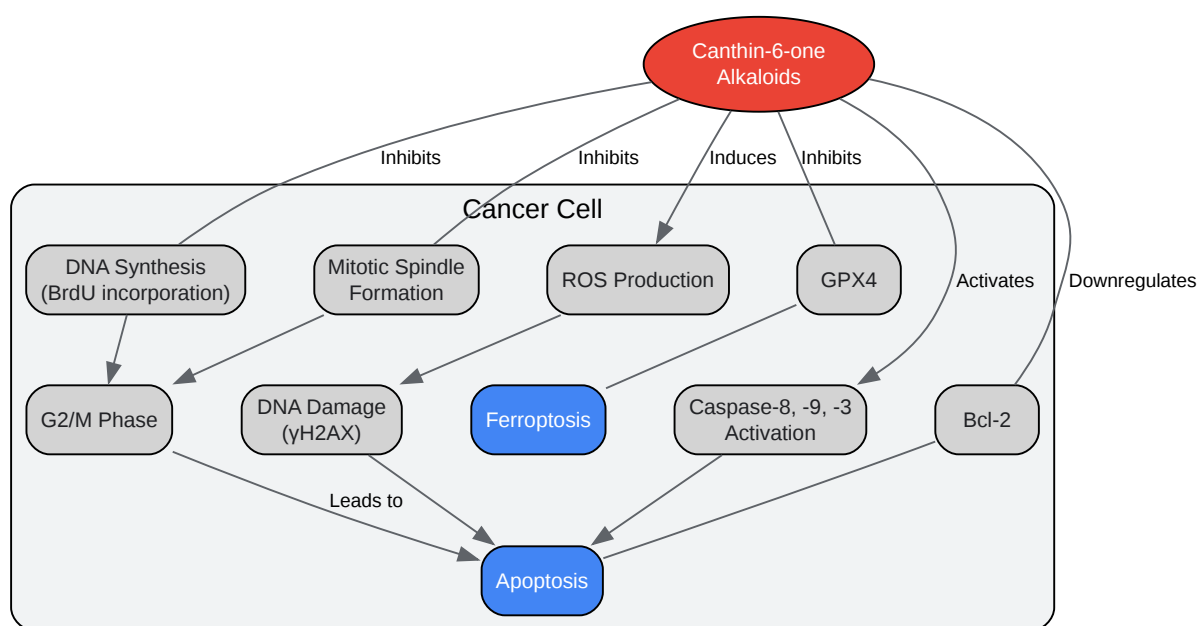 Canthin-6-one
Alkaloids
Inhibits
Inhibits
Induces
Inhibits
Cancer Cell
DNA Synthesis
(BrdU incorporation)
Mitotic Spindle
Formation
ROS Production
GPX4
Activates
Downregulates
G2/M Phase
DNA Damage
(γH2AX)
Ferroptosis
Caspase-8, -9, -3
Activation
Bcl-2
Leads to
Apoptosis